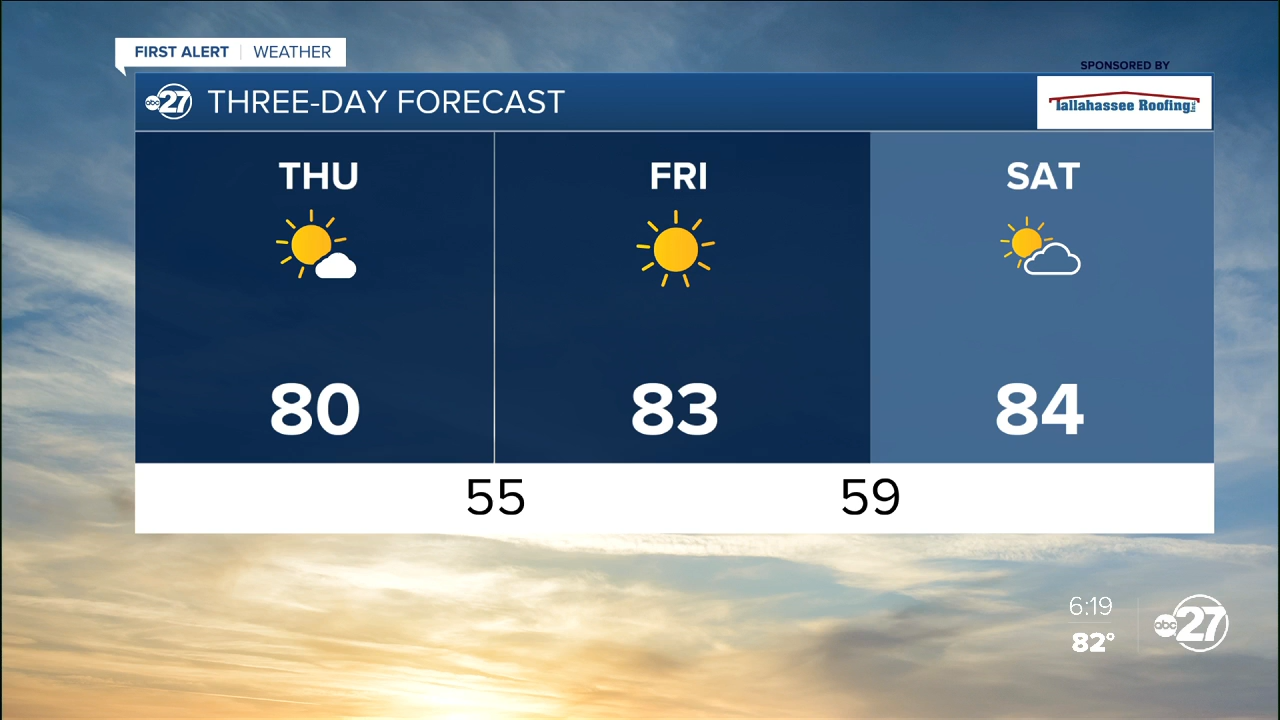 FIRST ALERT | WEATHER
SPONSORED BY
abc 27 THREE-DAY FORECAST
Tallahassee Roofing Inc.
THU FRI SAT
80 83 84
55 59
6:19
82°
abc 27